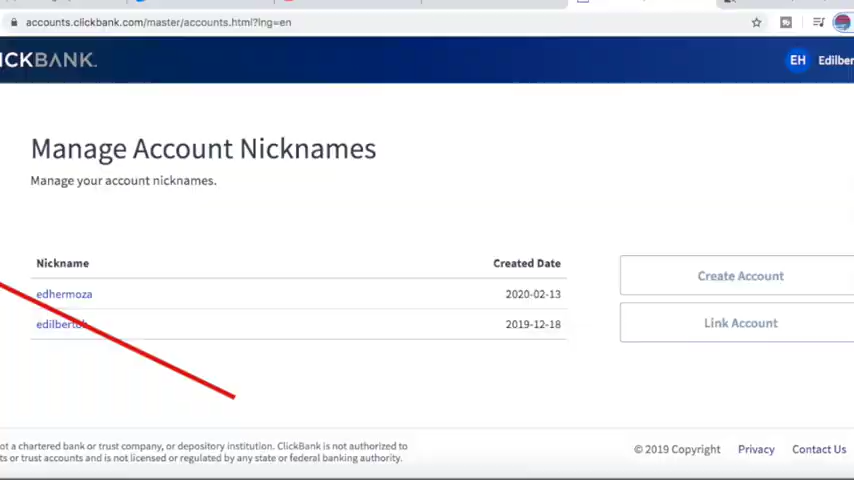 accounts.clickbank.com/master/accounts.html?lng=en
ICKBANK.
EH Edilber
Manage Account Nicknames
Manage your account nicknames.
Nickname Created Date
edhermoza 2020-02-13
2019-12-18
Create Account
Link Account
ot a chartered bank or trust company, or depository institution. ClickBank is not authorized to
ts or trust accounts and is not licensed or regulated by any state or federal banking authority.
© 2019 Copyright Privacy Contact Us